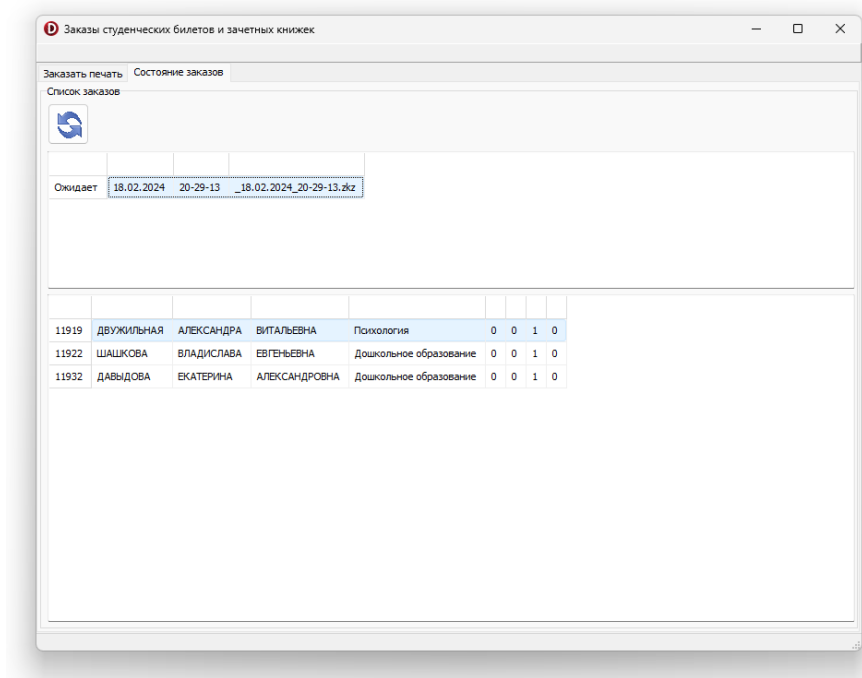 D Заказы студенческих билетов и зачетных книжек
Заказать печать Состояние заказов
Список заказов
Ожидает 18.02.2024 20-29-13 _18.02.2024_20-29-13.zkz
11919 ДВУЖИЛЬНАЯ АЛЕКСАНДРА ВИТАЛЬЕВНА Психология 0 0 1 0
11922 ШАШКОВА ВЛАДИСЛАВА ЕВГЕНЬЕВНА Дошкольное образование 0 0 1 0
11932 ДАВЫДОВА ЕКАТЕРИНА АЛЕКСАНДРОВНА Дошкольное образование 0 0 1 0